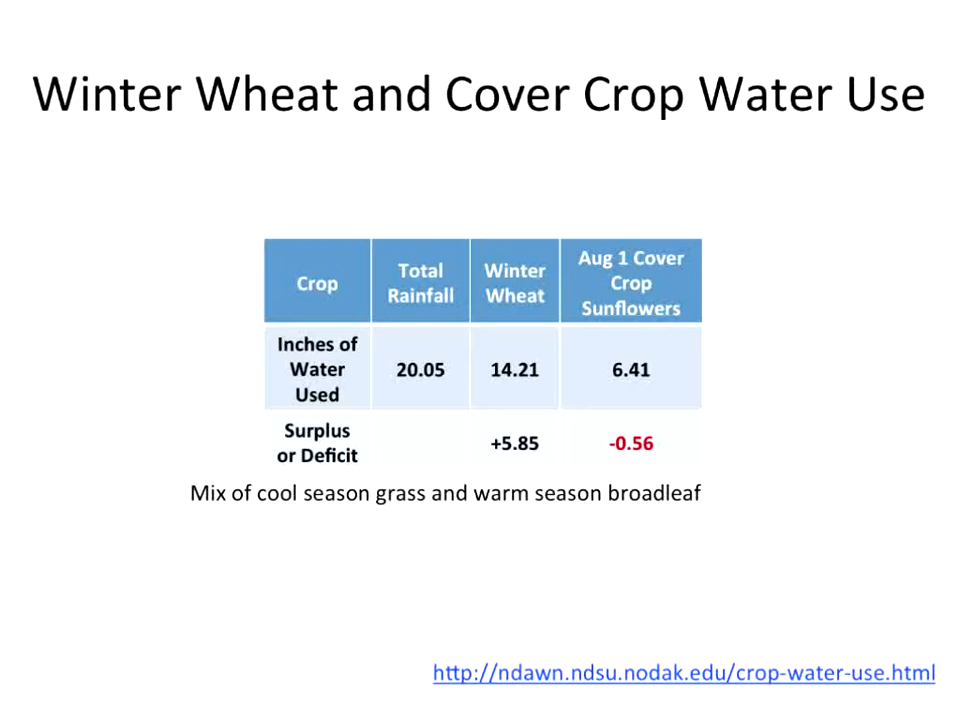 Winter Wheat and Cover Crop Water Use
Crop
Total
Rainfall
Winter
Wheat
Aug 1 Cover
Crop
Sunflowers
Inches of
Water
Used
20.05
14.21
6.41
Surplus
or Deficit
+5.85
-0.56
Mix of cool season grass and warm season broadleaf
http://ndawn.ndsu.nodak.edu/crop-water-use.html